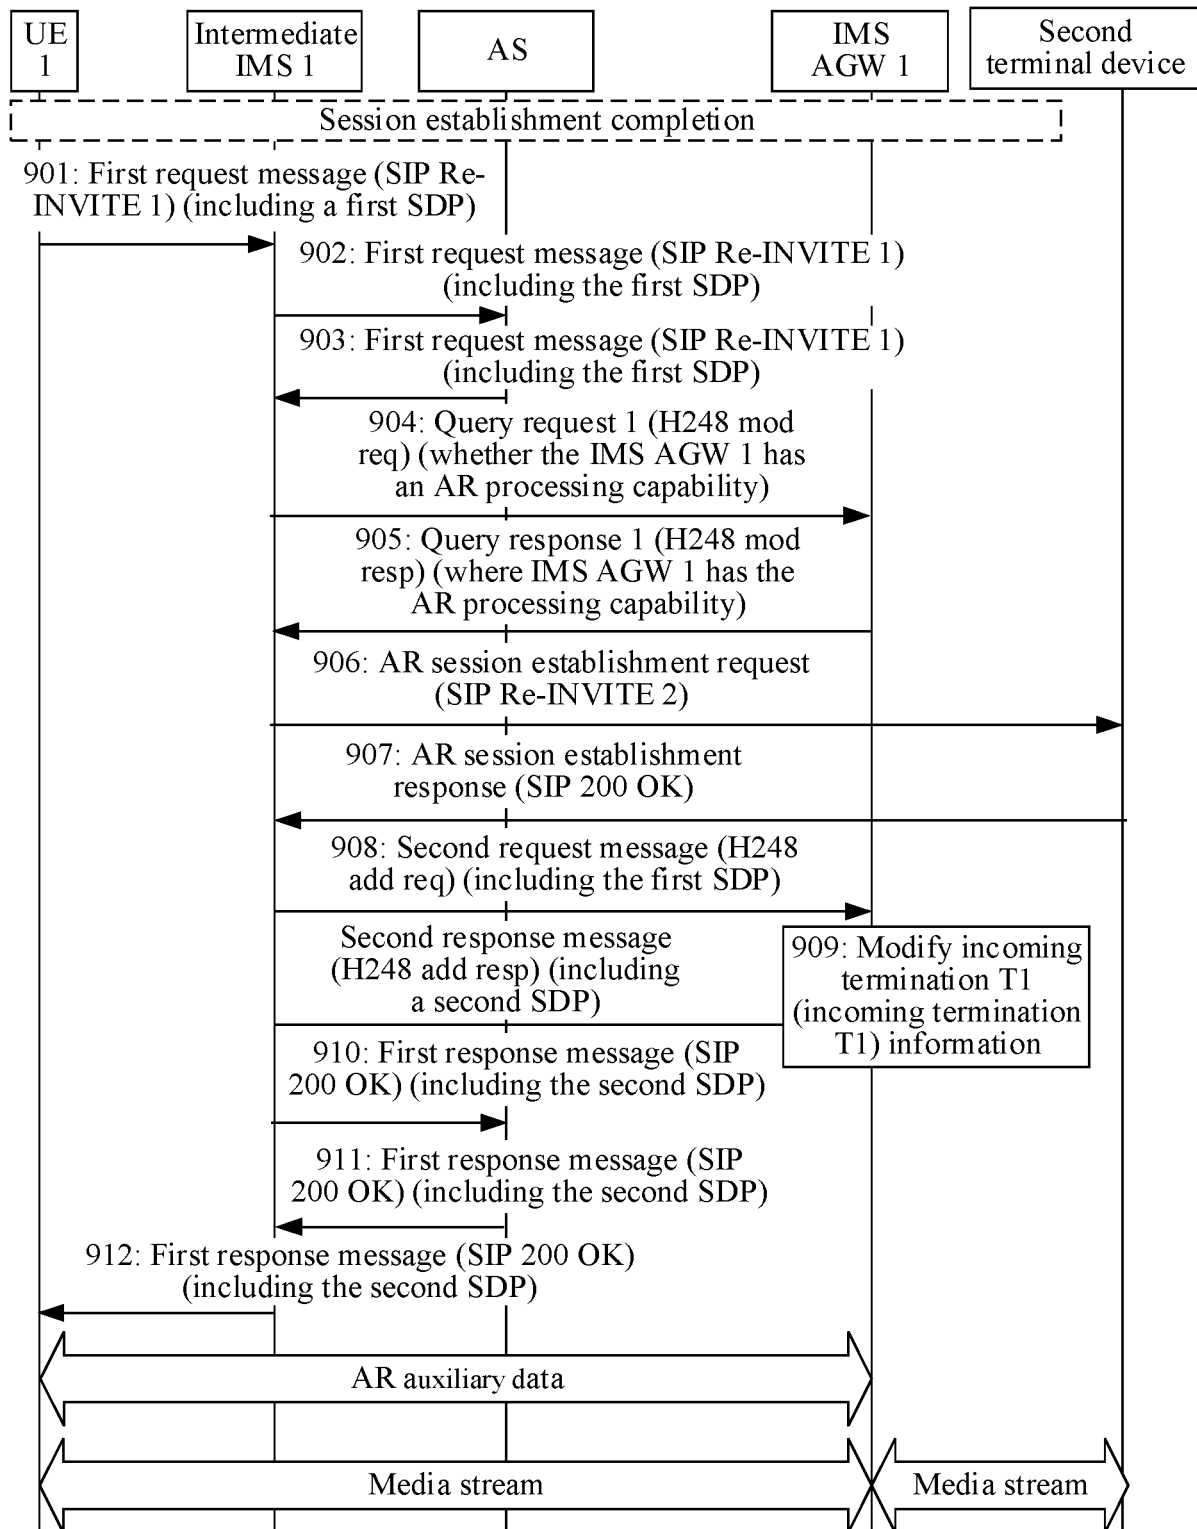 UE
1
Intermediate
IMS 1
AS
IMS
AGW 1
Second
terminal device
Session establishment completion
901: First request message (SIP Re-
INVITE 1) (including a first SDP)
902: First request message (SIP Re-INVITE 1)
(including the first SDP)
903: First request message (SIP Re-INVITE 1)
(including the first SDP)
904: Query request 1 (H248 mod
req) (whether the IMS AGW 1 has
an AR processing capability)
905: Query response 1 (H248 mod
resp) (where IMS AGW 1 has the
AR processing capability)
906: AR session establishment request
(SIP Re-INVITE 2)
907: AR session establishment
response (SIP 200 OK)
908: Second request message (H248
add req) (including the first SDP)
Second response message
(H248 add resp) (including
a second SDP)
909: Modify incoming
termination T1
(incoming termination
T1) information
910: First response message (SIP
200 OK) (including the second SDP)
911: First response message (SIP
200 OK) (including the second SDP)
912: First response message (SIP 200 OK)
(including the second SDP)
AR auxiliary data
Media stream
Media stream